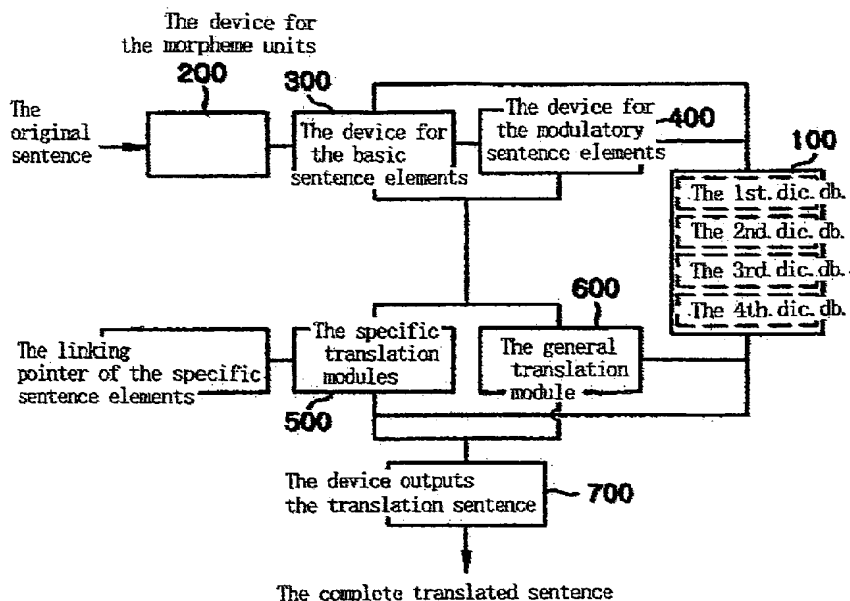 The device for
the morpheme units
200
300
The
original
sentence
The device for
the basic
sentence elements
The device for
the modulatory
sentence elements
400
100
The 1st. dic. db.
The 2nd. dic. db.
The 3rd. dic. db.
The 4th. dic. db.
The linking
pointer of the specific
sentence elements
The specific
translation
modules
500
600
The general
translation
module
The device outputs
the translation sentence
700
The complete translated sentence